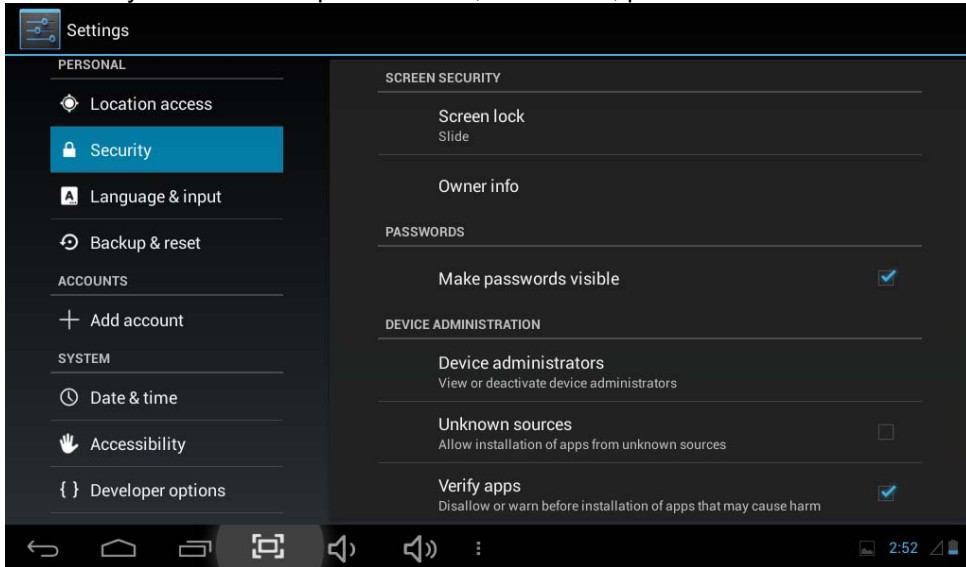 Settings
PERSONAL
Location access
Security
Language & input
Backup & reset
ACCOUNTS
Add account
SYSTEM
Date & time
Accessibility
{ } Developer options
SCREEN SECURITY
Screen lock
Slide
Owner info
PASSWORDS
Make passwords visible
DEVICE ADMINISTRATION
Device administrators
View or deactivate device administrators
Unknown sources
Allow installation of apps from unknown sources
Verify apps
Disallow or warn before installation of apps that may cause harm
2:52